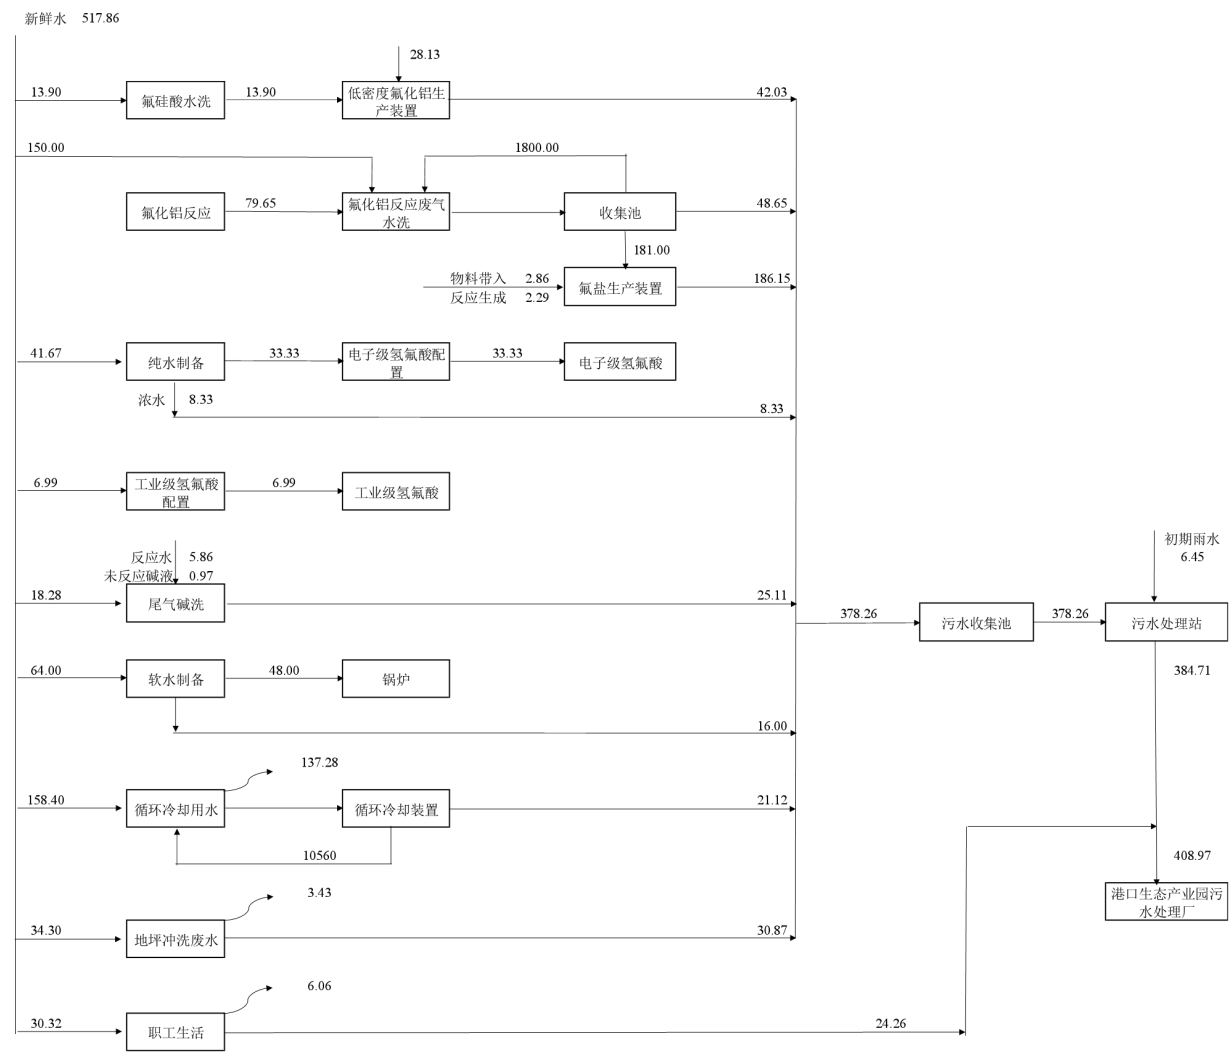 新鲜水 517.86
28.13
13.90
氟硅酸水洗
13.90
低密度氟化铝生
产装置
42.03
150.00
1800.00
氟化铝反应
79.65
氟化铝反应废气
水洗
收集池
48.65
181.00
物料带入 2.86
反应生成 2.29
氟盐生产装置
186.15
41.67
纯水制备
33.33
电子级氢氟酸配
置
33.33
电子级氢氟酸
浓水 8.33
8.33
6.99
工业级氢氟酸
配置
6.99
工业级氢氟酸
反应水 5.86
未反应碱液 0.97
18.28
尾气碱洗
25.11
初期雨水
6.45
378.26
污水收集池
378.26
污水处理站
384.71
64.00
软水制备
48.00
锅炉
16.00
137.28
158.40
循环冷却用水
循环冷却装置
21.12
10560
408.97
港口生态产业园污
水处理厂
3.43
34.30
地坪冲洗废水
30.87
6.06
30.32
职工生活
24.26